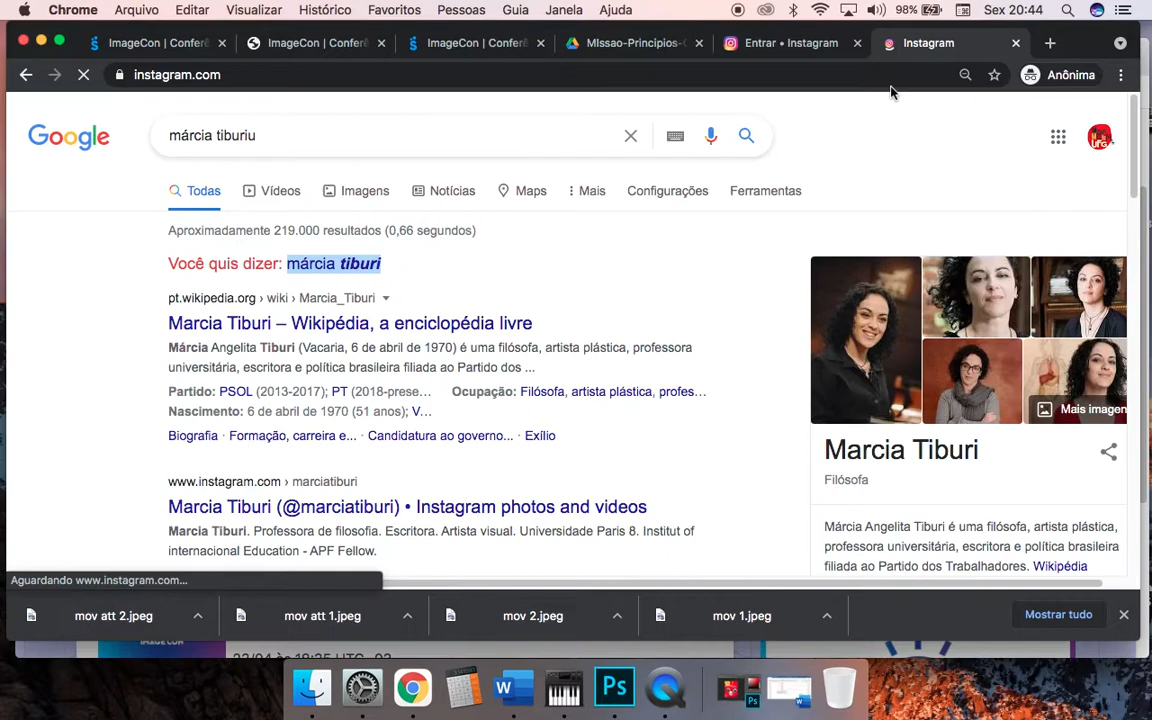 Chrome Arquivo Editar Visualizar Histórico Favoritos Pessoas Guia Janela Ajuda 98% Sex 20:44
ImageCon | Conferê ImageCon | Conferê ImageCon | Conferê MIssao-Principios- Entrar • Instagram Instagram
instagram.com Anônima
Google márcia tiburiu
Todas Vídeos Imagens Notícias Maps Mais Configurações Ferramentas
Aproximadamente 219.000 resultados (0,66 segundos)
Você quis dizer: márcia tiburi
pt.wikipedia.org › wiki › Marcia_Tiburi
Marcia Tiburi – Wikipédia, a enciclopédia livre
Márcia Angelita Tiburi (Vacaria, 6 de abril de 1970) é uma filósofa, artista plástica, professora
universitária, escritora e política brasileira filiada ao Partido dos ...
Partido: PSOL (2013-2017); PT (2018-prese... Ocupação: Filósofa, artista plástica, profes...
Nascimento: 6 de abril de 1970 (51 anos); V...
Biografia · Formação, carreira e... · Candidatura ao governo... · Exílio
www.instagram.com › marciatiburi
Marcia Tiburi (@marciatiburi) • Instagram photos and videos
Marcia Tiburi. Professora de filosofia. Escritora. Artista visual. Universidade Paris 8. Institut of
internacional Education - APF Fellow.
Mais imagen
Marcia Tiburi
Filósofa
Márcia Angelita Tiburi é uma filósofa, artista plástica,
professora universitária, escritora e política brasileira
filiada ao Partido dos Trabalhadores. Wikipédia
Aguardando www.instagram.com...
mov att 2.jpeg mov att 1.jpeg mov 2.jpeg mov 1.jpeg Mostrar tudo
Ps